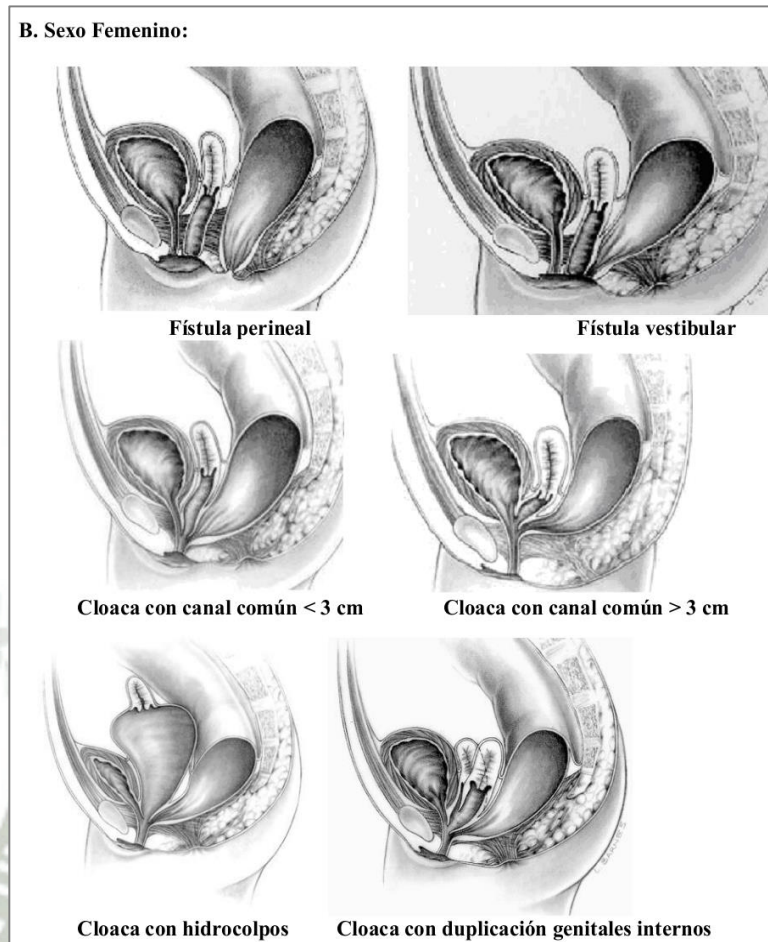 B. Sexo Femenino:
Fístula perineal
Fístula vestibular
Cloaca con canal común < 3 cm
Cloaca con canal común > 3 cm
Cloaca con hidrocolpos
Cloaca con duplicación genitales internos